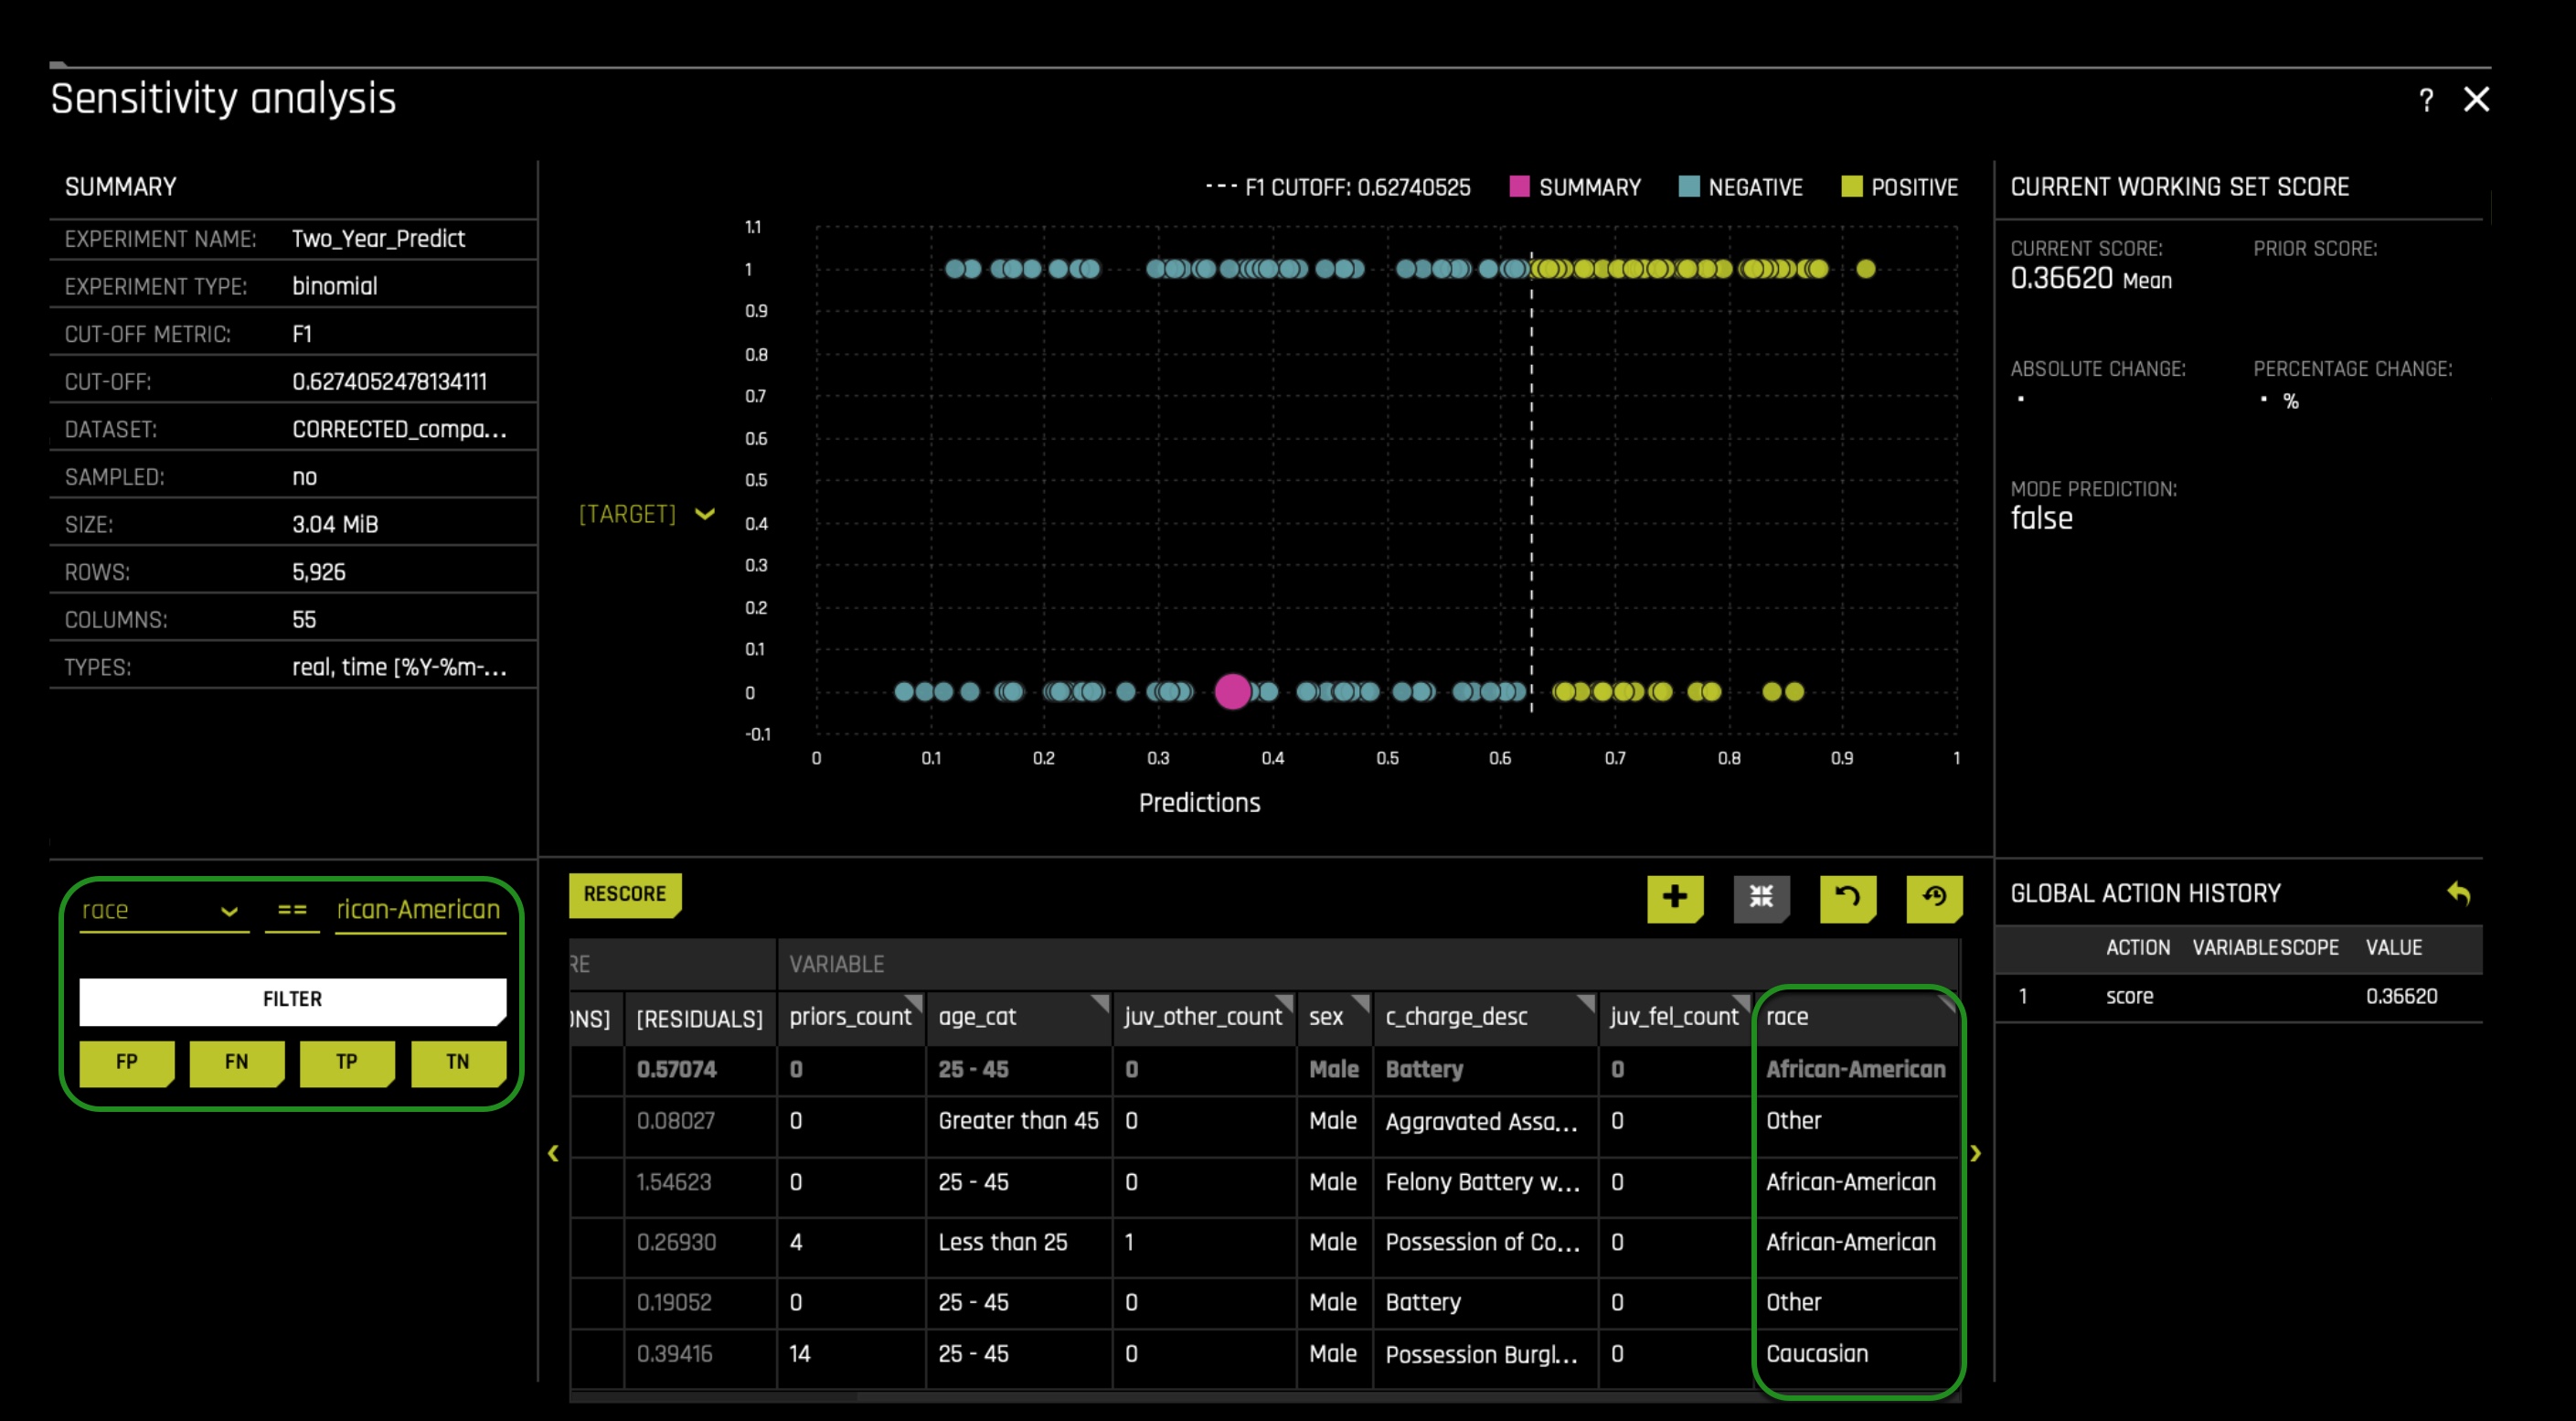 Sensitivity analysis
?
SUMMARY
EXPERIMENT NAME: Two_Year_Predict
EXPERIMENT TYPE: binomial
CUT-OFF METRIC: F1
CUT-OFF: 0.6274052478134111
DATASET: CORRECTED_compa...
SAMPLED: no
SIZE: 3.04 MiB
ROWS: 5,926
COLUMNS: 55
TYPES: real, time [%Y-%m-...
F1 CUTOFF: 0.62740525 SUMMARY NEGATIVE POSITIVE
1.1
1
0.9
0.8
0.7
0.6
0.5
[TARGET]
0.4
0.3
0.2
0.1
0
-0.1
0 0.1 0.2 0.3 0.4 0.5 0.6 0.7 0.8 0.9 1
Predictions
CURRENT WORKING SET SCORE
CURRENT SCORE: PRIOR SCORE:
0.36620 Mean
ABSOLUTE CHANGE: PERCENTAGE CHANGE:
· · %
MODE PREDICTION:
false
race == rican-American
FILTER
FP FN TP TN
RESCORE
RE VARIABLE
NS] [RESIDUALS] priors_count age_cat juv_other_count sex c_charge_desc juv_fel_count race
0.57074 0 25 - 45 0 Male Battery 0 African-American
0.08027 0 Greater than 45 0 Male Aggravated Assa... 0 Other
1.54623 0 25 - 45 0 Male Felony Battery w... 0 African-American
0.26930 4 Less than 25 1 Male Possession of Co... 0 African-American
0.19052 0 25 - 45 0 Male Battery 0 Other
0.39416 14 25 - 45 0 Male Possession Burgl... 0 Caucasian
GLOBAL ACTION HISTORY
ACTION VARIABLE SCOPE VALUE
1 score 0.36620